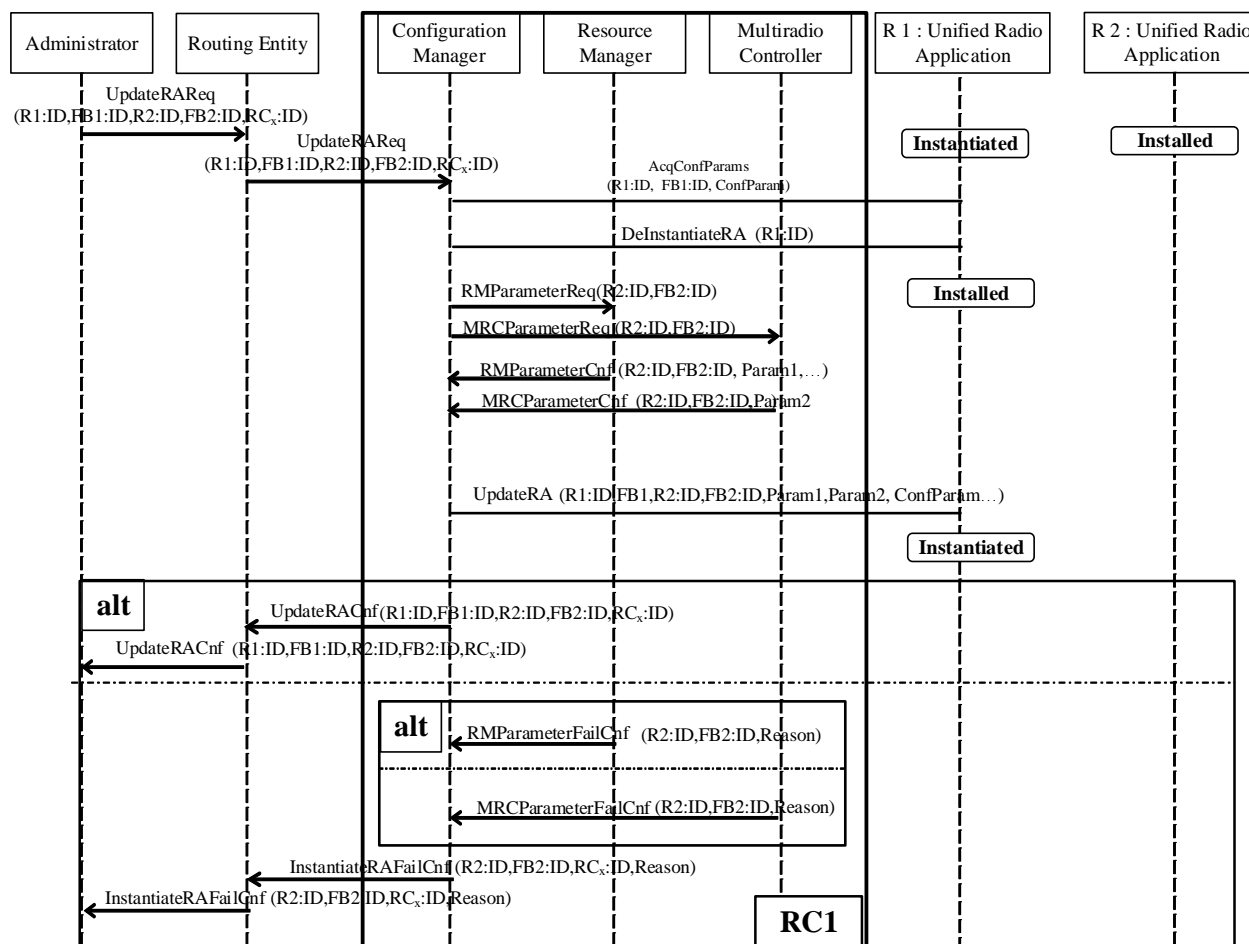 Administrator
Routing Entity
Configuration
Manager
Resource
Manager
Multiradio
Controller
R 1 : Unified Radio
Application
R 2 : Unified Radio
Application
UpdateRAReq
(R1:ID,FB1:ID,R2:ID,FB2:ID,RCx:ID)
UpdateRAReq
(R1:ID,FB1:ID,R2:ID,FB2:ID,RCx:ID)
Instantiated
Installed
AcqConfParams
(R1:ID, FB1:ID, ConfParam)
DeInstantiateRA (R1:ID)
Installed
RMParameterReq(R2:ID,FB2:ID)
MRCParameterReq(R2:ID,FB2:ID)
RMParameterCnf (R2:ID,FB2:ID, Param1,…)
MRCParameterCnf (R2:ID,FB2:ID,Param2
UpdateRA (R1:ID,FB1,R2:ID,FB2:ID,Param1,Param2, ConfParam…)
Instantiated
alt
UpdateRACnf (R1:ID,FB1:ID,R2:ID,FB2:ID,RCx:ID)
UpdateRACnf (R1:ID,FB1:ID,R2:ID,FB2:ID,RCx:ID)
alt
RMParameterFailCnf (R2:ID,FB2:ID,Reason)
MRCParameterFailCnf (R2:ID,FB2:ID,Reason)
InstantiateRAFailCnf (R2:ID,FB2:ID,RCx:ID,Reason)
InstantiateRAFailCnf (R2:ID,FB2:ID,RCx:ID,Reason)
RC1